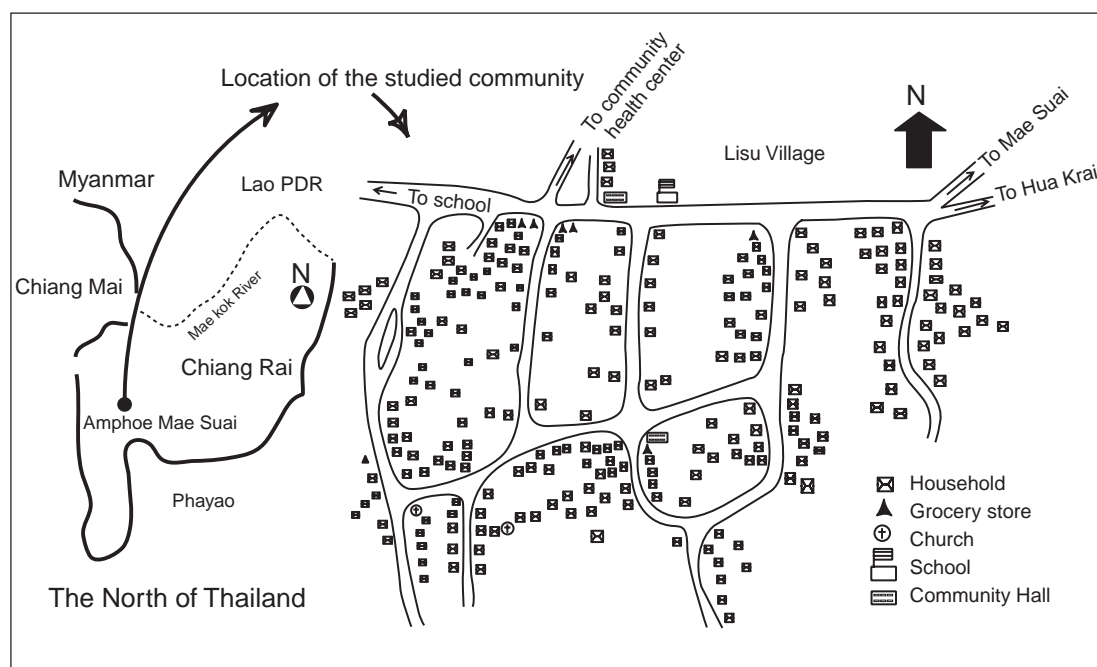 Location of the studied community
To community
health center
N
Lisu Village
To Mae Suai
To Hua Krai
Myanmar
Lao PDR
To school
Chiang Mai
Mae kok River
N
Chiang Rai
Amphoe Mae Suai
Phayao
The North of Thailand
Household
Grocery store
Church
School
Community Hall